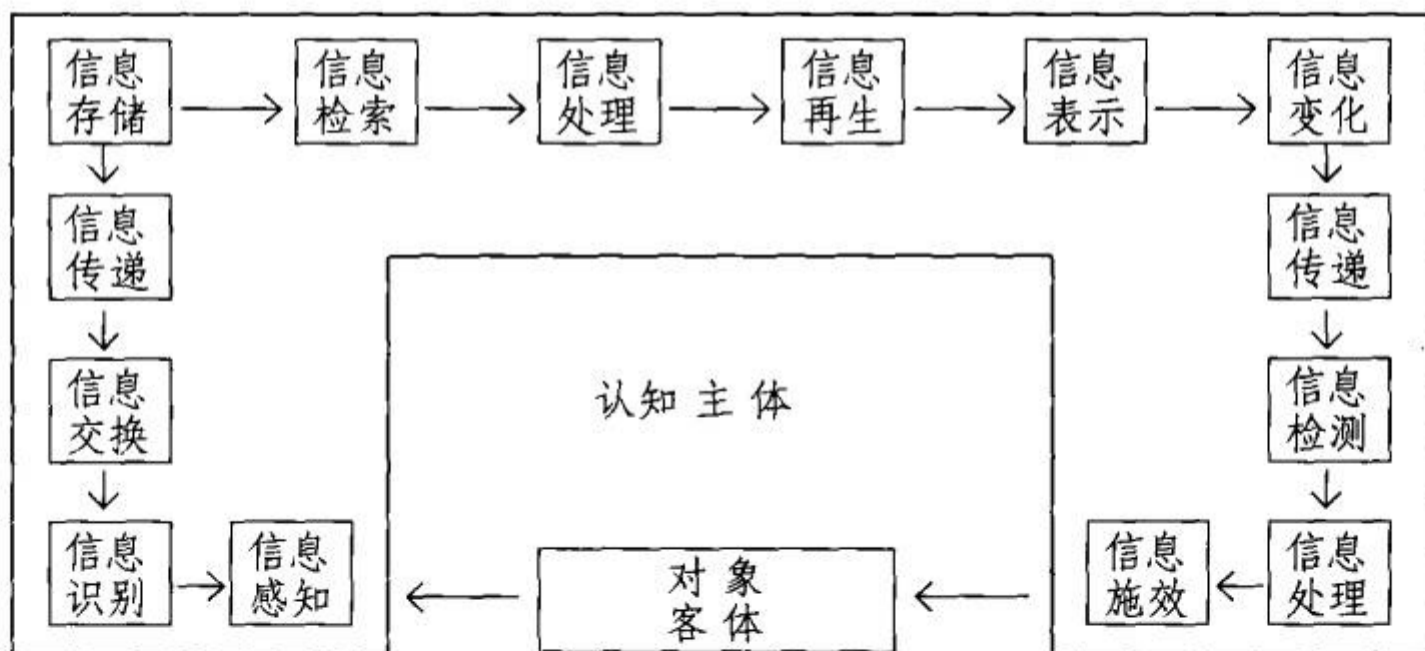 信息
存储
信息
检索
信息
处理
信息
再生
信息
表示
信息
变化
信息
传递
信息
传递
信息
交换
认知主体
信息
检测
信息
识别
信息
感知
对象
客体
信息
施效
信息
处理